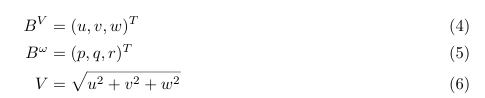 B^V = (u, v, w)^T (4)
B^ω = (p, q, r)^T (5)
V = √(u² + v² + w²) (6)